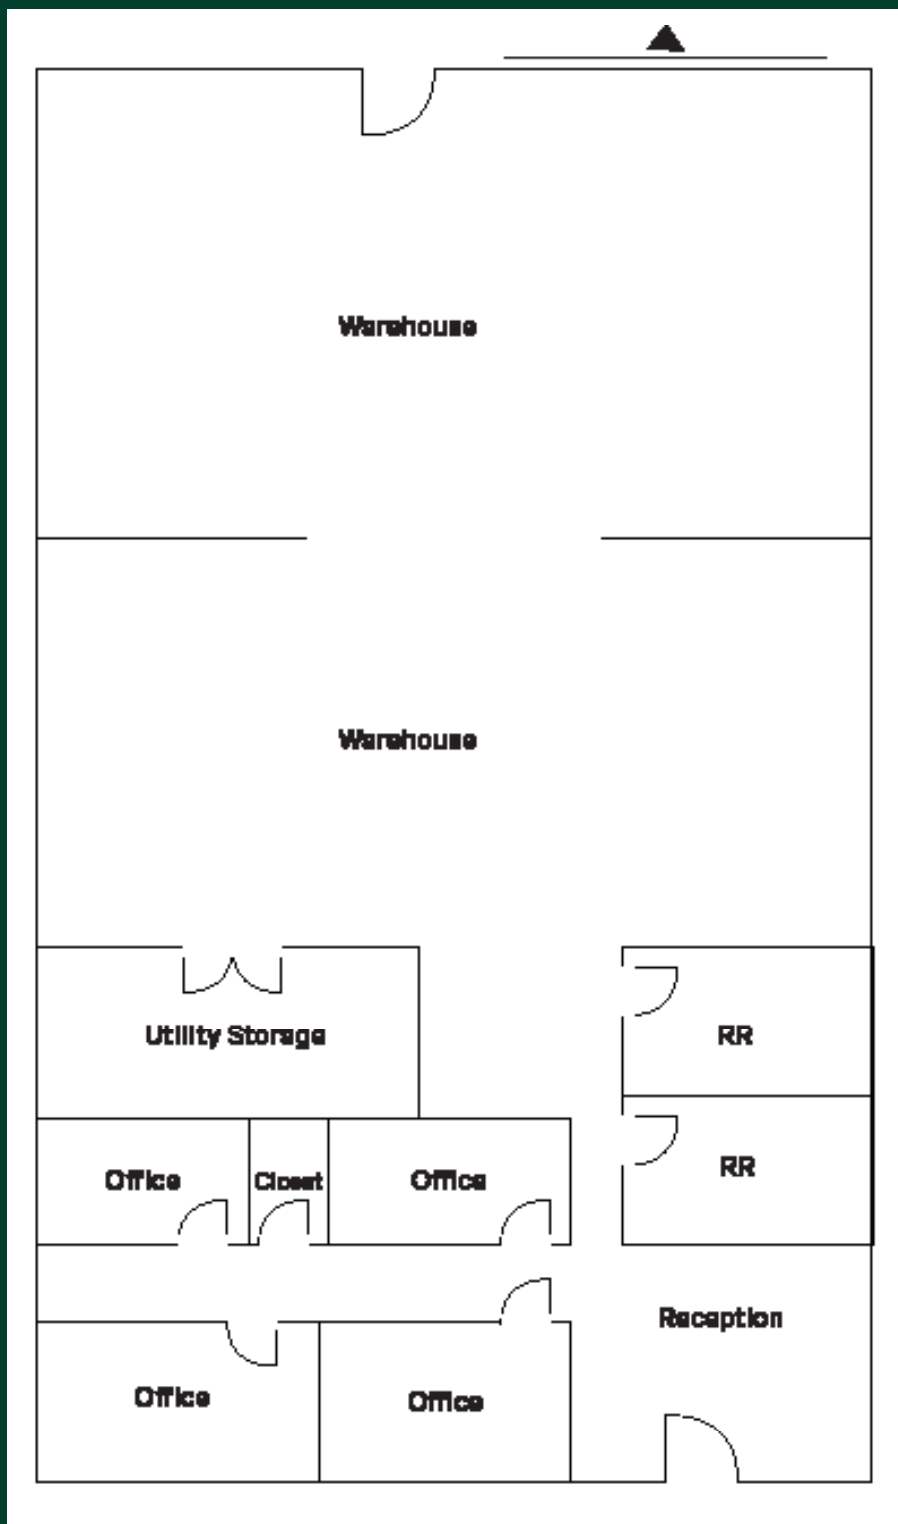 Warehouse
Warehouse
Utility Storage
RR
Office
Closet
Office
RR
Reception
Office
Office